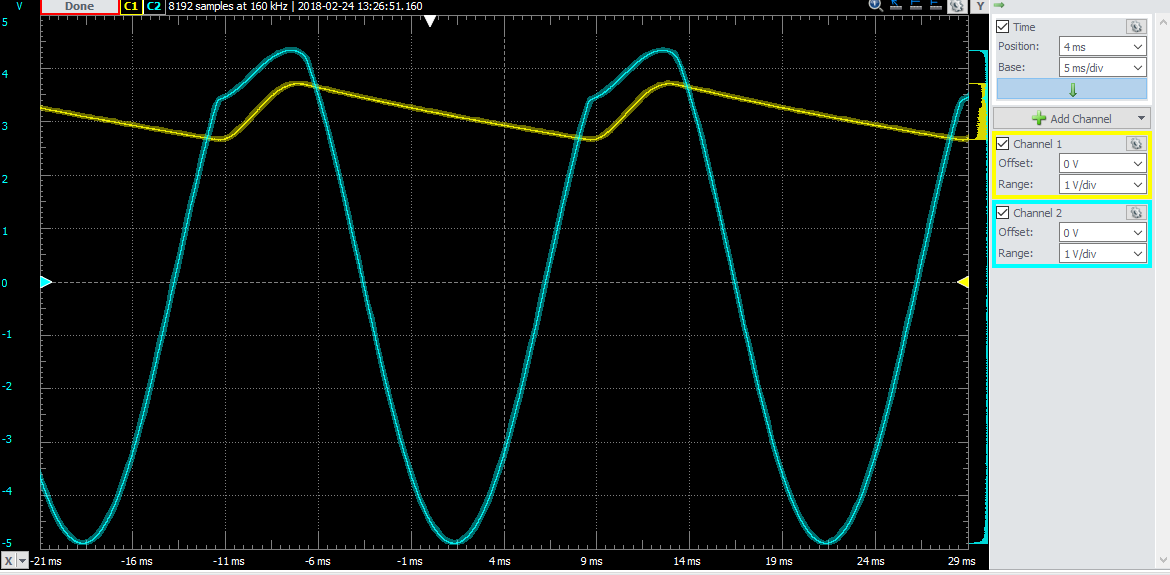 V Done C1 C2 8192 samples at 160 kHz | 2018-02-24 13:26:51.160 Y
5
4
3
2
1
0
-1
-2
-3
-4
-5
X -21 ms -16 ms -11 ms -6 ms -1 ms 4 ms 9 ms 14 ms 19 ms 24 ms 29 ms
Time
Position: 4 ms
Base: 5 ms/div
Add Channel
Channel 1
Offset: 0 V
Range: 1 V/div
Channel 2
Offset: 0 V
Range: 1 V/div